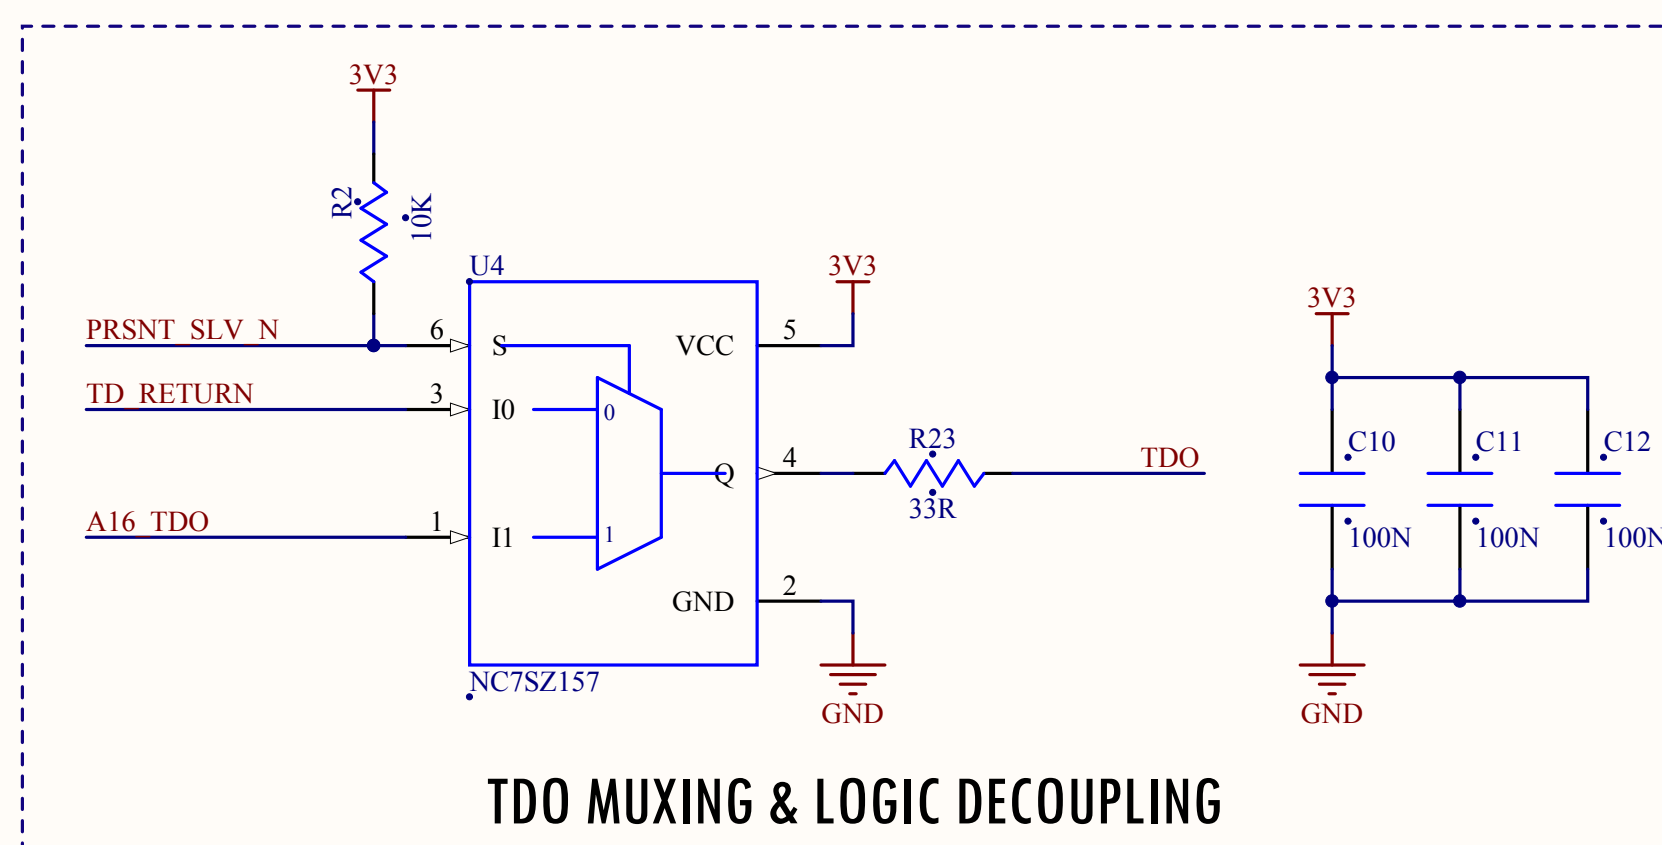 3V3
R2
10K
U4
3V3
3V3
PRSNT_SLV_N
6
S
VCC
5
TD_RETURN
3
I0
0
R23
C10
C11
C12
Q
4
TDO
33R
A16_TDO
1
I1
1
100N
100N
100N
GND
2
NC7SZ157
GND
GND
TDO MUXING & LOGIC DECOUPLING